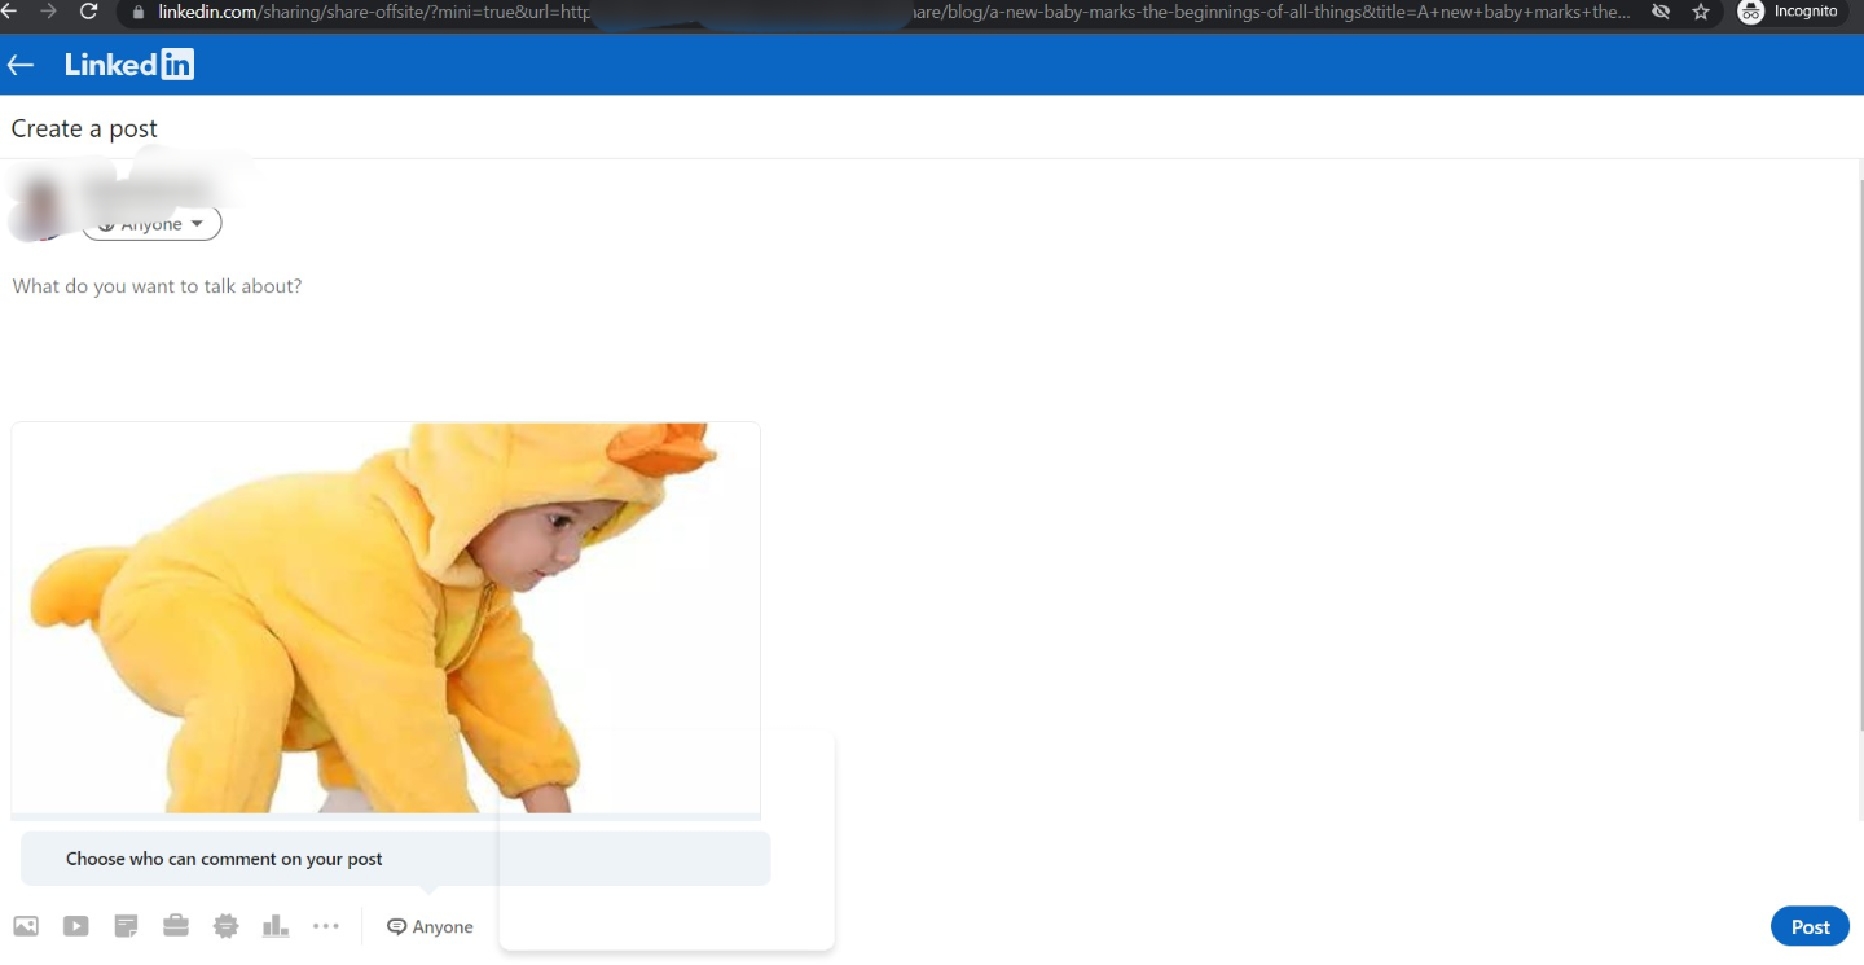 linkedin.com/sharing/share-offsite/?mini=true&url=http
are/blog/a-new-baby-marks-the-beginnings-of-all-things&title=A+new+baby+marks+the... Incognito
Linked in
Create a post
Anyone
What do you want to talk about?
Choose who can comment on your post
Anyone
Post